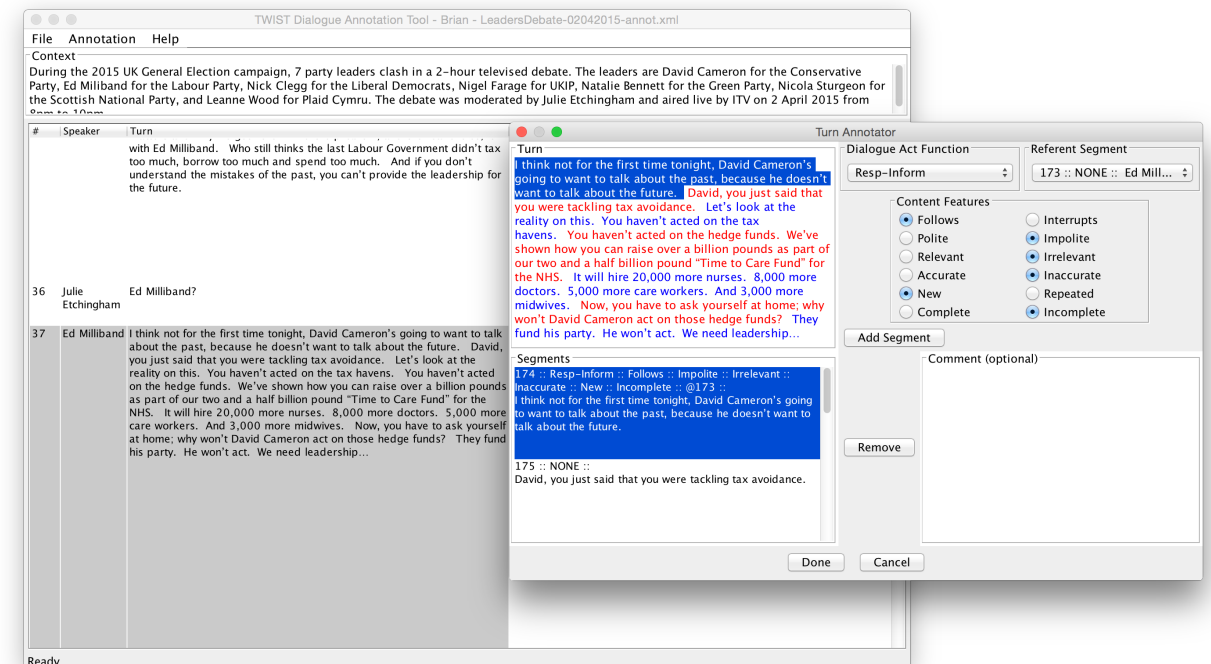 TWIST Dialogue Annotation Tool - Brian - LeadersDebate-02042015-annot.xml
File Annotation Help
Context
During the 2015 UK General Election campaign, 7 party leaders clash in a 2-hour televised debate. The leaders are David Cameron for the Conservative
Party, Ed Milliband for the Labour Party, Nick Clegg for the Liberal Democrats, Nigel Farage for UKIP, Natalie Bennett for the Green Party, Nicola Sturgeon for
the Scottish National Party, and Leanne Wood for Plaid Cymru. The debate was moderated by Julie Etchingham and aired live by ITV on 2 April 2015 from
8pm to 10pm
# Speaker Turn
with Ed Milliband. Who still thinks the last Labour Government didn't tax
too much, borrow too much and spend too much. And if you don't
understand the mistakes of the past, you can't provide the leadership for
the future.
36 Julie Etchingham Ed Milliband?
37 Ed Milliband I think not for the first time tonight, David Cameron's going to want to talk
about the past, because he doesn't want to talk about the future. David,
you just said that you were tackling tax avoidance. Let's look at the
reality on this. You haven't acted on the tax havens. You haven't acted
on the hedge funds. We've shown how you can raise over a billion pounds
as part of our two and a half billion pound “Time to Care Fund” for the
NHS. It will hire 20,000 more nurses. 8,000 more doctors. 5,000 more
care workers. And 3,000 more midwives. Now, you have to ask yourself
at home; why won't David Cameron act on those hedge funds? They fund
his party. He won't act. We need leadership...
Ready
Turn Annotator
Turn
I think not for the first time tonight, David Cameron's
going to want to talk about the past, because he doesn't
want to talk about the future. David, you just said that
you were tackling tax avoidance. Let's look at the
reality on this. You haven't acted on the tax
havens. You haven't acted on the hedge funds. We've
shown how you can raise over a billion pounds as part of
our two and a half billion pound “Time to Care Fund” for
the NHS. It will hire 20,000 more nurses. 8,000 more
doctors. 5,000 more care workers. And 3,000 more
midwives. Now, you have to ask yourself at home; why
won't David Cameron act on those hedge funds? They
fund his party. He won't act. We need leadership...
Segments
174 :: Resp-Inform :: Follows :: Impolite :: Irrelevant ::
Inaccurate :: New :: Incomplete :: @173 ::
I think not for the first time tonight, David Cameron's going
to want to talk about the past, because he doesn't want to
talk about the future.
175 :: NONE ::
David, you just said that you were tackling tax avoidance.
Dialogue Act Function
Resp-Inform
Referent Segment
173 :: NONE :: Ed Mill...
Content Features
Follows Interrupts
Polite Impolite
Relevant Irrelevant
Accurate Inaccurate
New Repeated
Complete Incomplete
Add Segment
Comment (optional)
Remove
Done Cancel